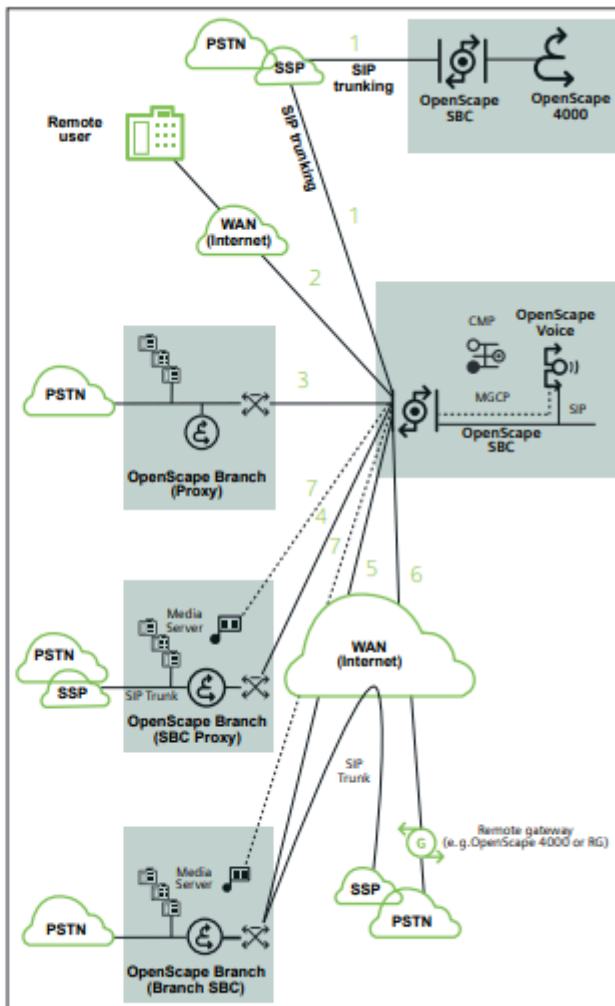 PSTN
SSP
1
SIP
trunking
OpenScape
SBC
OpenScape
4000
Remote
user
SIP trunking
1
WAN
(Internet)
2
CMP
OpenScape
Voice
MGCP
SIP
OpenScape
SBC
PSTN
3
OpenScape Branch
(Proxy)
7
4
7
5
6
Media
Server
WAN
(Internet)
PSTN
SSP
SIP Trunk
OpenScape Branch
(SBC Proxy)
SIP
Trunk
G
Remote gateway
(e.g.OpenScape 4000 or RG)
Media
Server
SSP
PSTN
PSTN
OpenScape Branch
(Branch SBC)